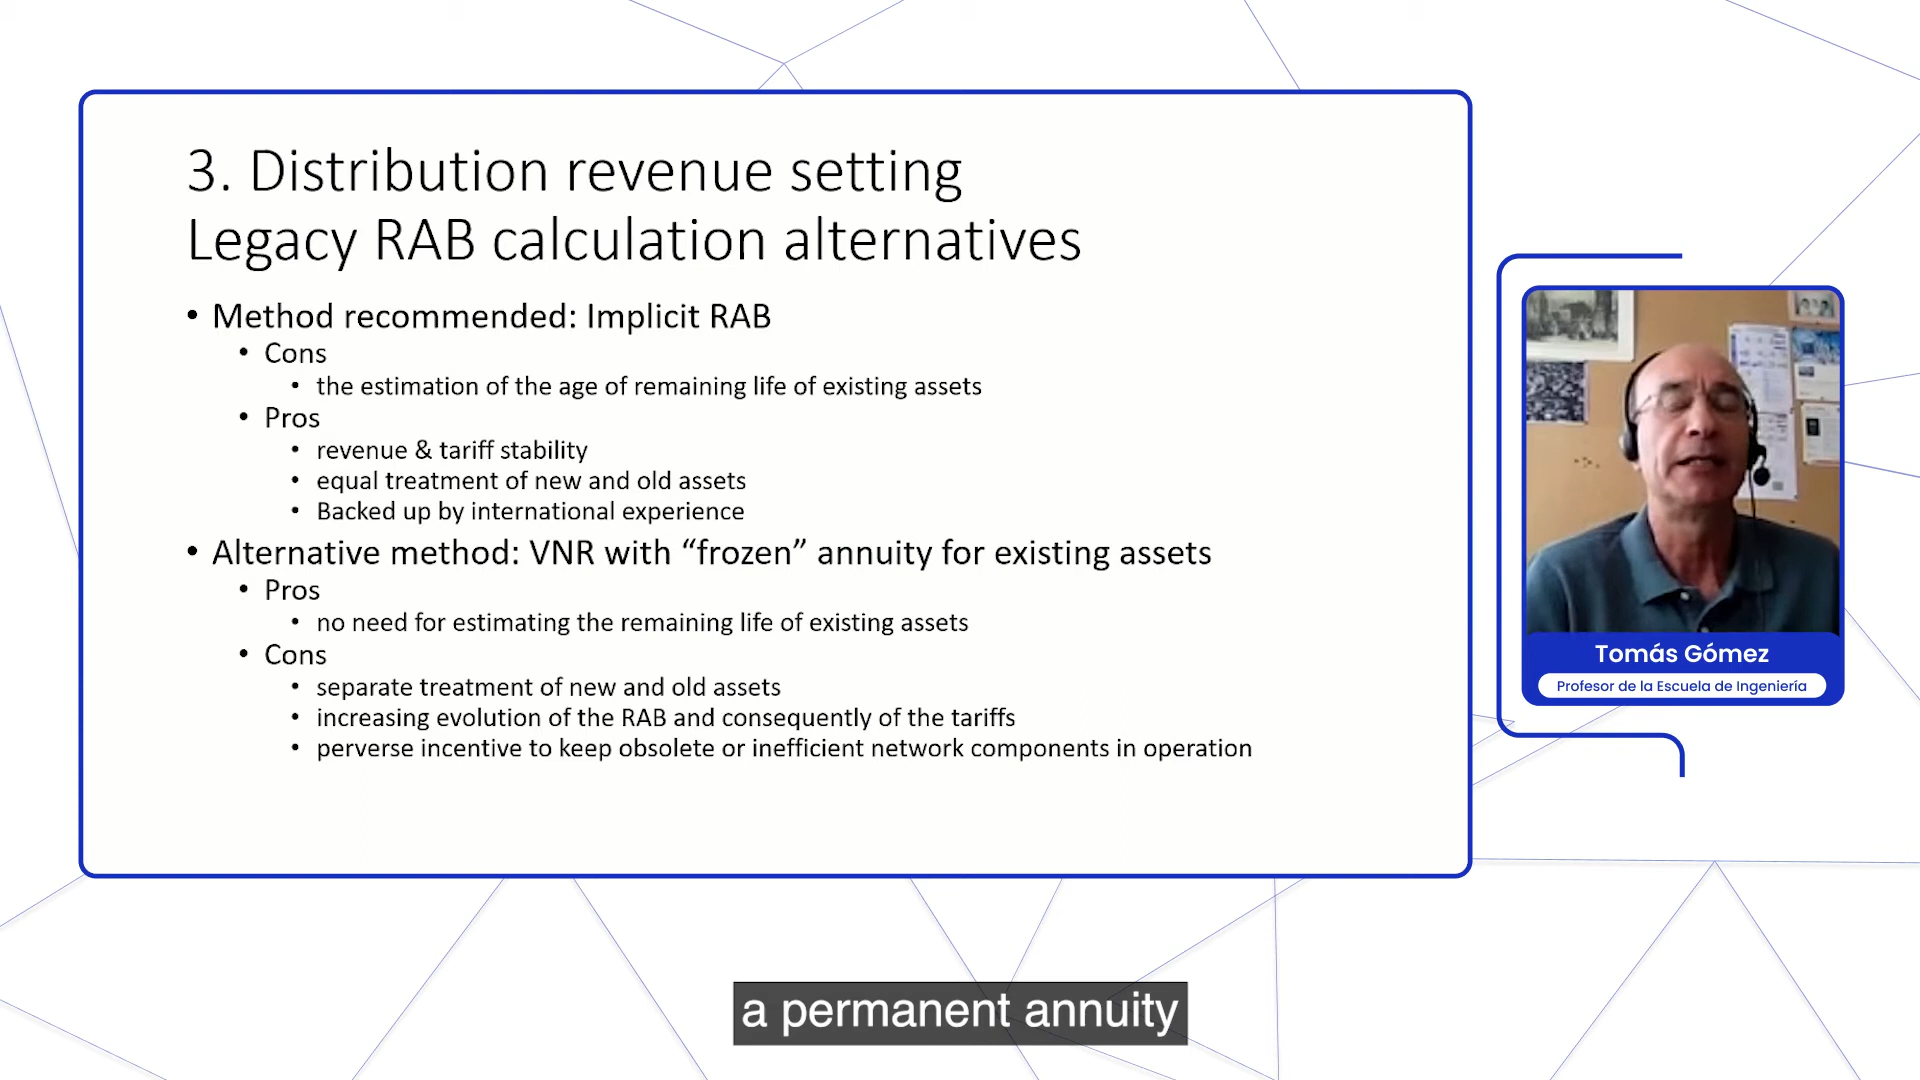 3. Distribution revenue setting
Legacy RAB calculation alternatives
• Method recommended: Implicit RAB
• Cons
• the estimation of the age of remaining life of existing assets
• Pros
• revenue & tariff stability
• equal treatment of new and old assets
• Backed up by international experience
• Alternative method: VNR with “frozen” annuity for existing assets
• Pros
• no need for estimating the remaining life of existing assets
• Cons
• separate treatment of new and old assets
• increasing evolution of the RAB and consequently of the tariffs
• perverse incentive to keep obsolete or inefficient network components in operation
Tomás Gómez
Profesor de la Escuela de Ingeniería
a permanent annuity